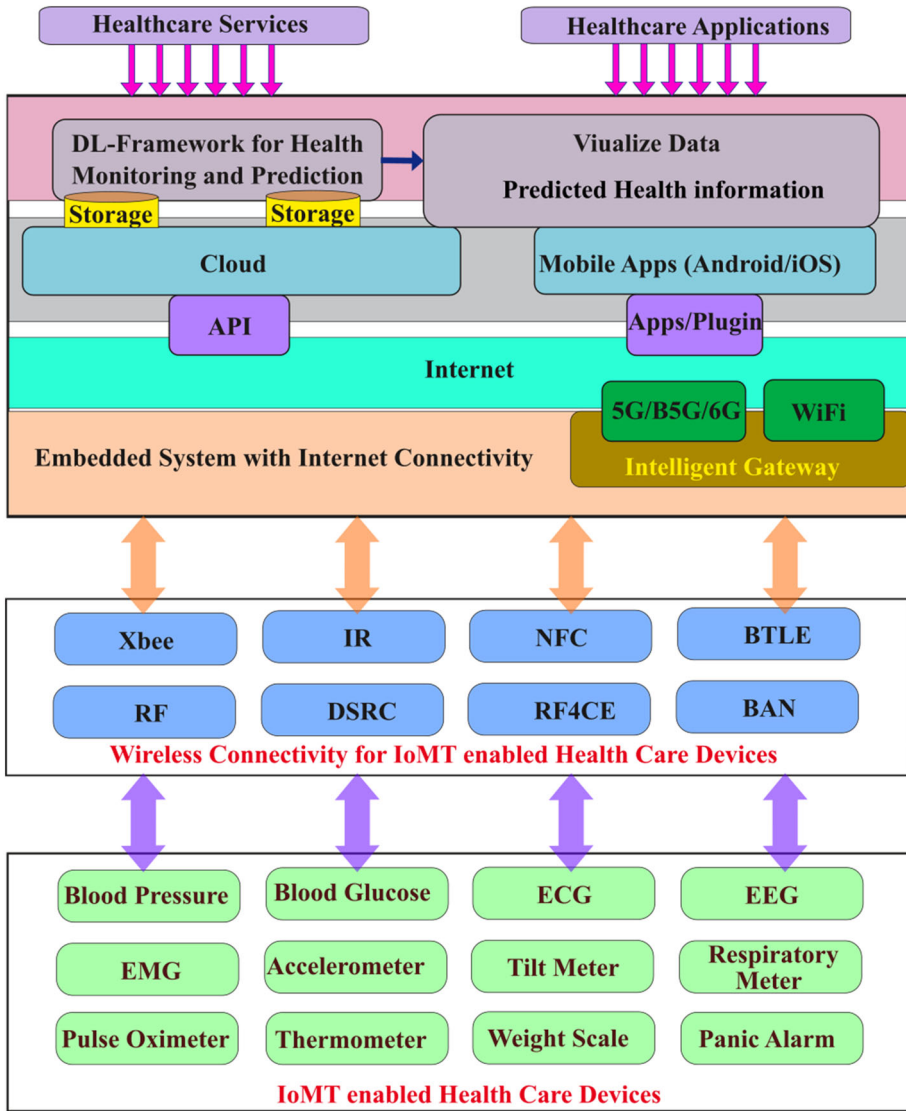 Healthcare Services
Healthcare Applications
DL-Framework for Health
Monitoring and Prediction
Viualize Data
Predicted Health information
Storage
Storage
Cloud
Mobile Apps (Android/iOS)
API
Apps/Plugin
Internet
5G/B5G/6G
WiFi
Embedded System with Internet Connectivity
Intelligent Gateway
Xbee
IR
NFC
BTLE
RF
DSRC
RF4CE
BAN
Wireless Connectivity for IoMT enabled Health Care Devices
Blood Pressure
Blood Glucose
ECG
EEG
EMG
Accelerometer
Tilt Meter
Respiratory
Meter
Pulse Oximeter
Thermometer
Weight Scale
Panic Alarm
IoMT enabled Health Care Devices